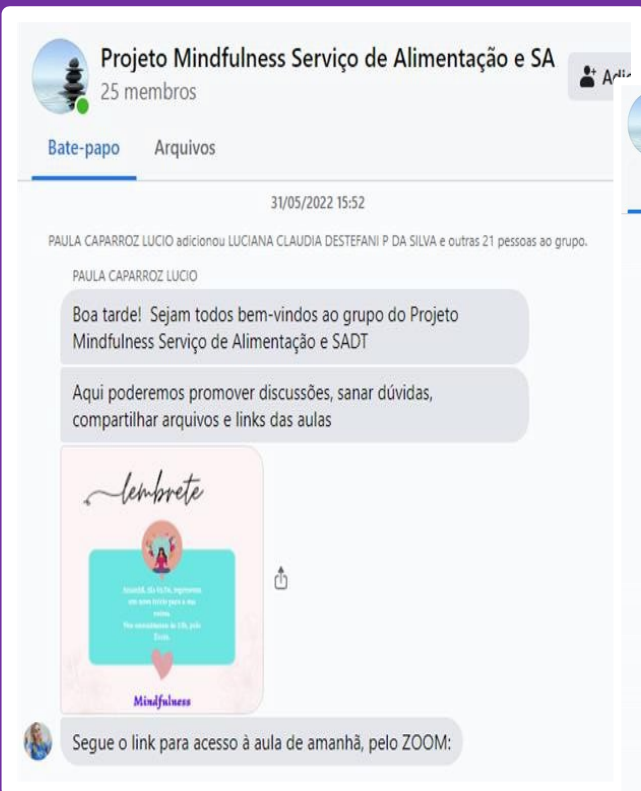 Projeto Mindfulness Serviço de Alimentação e SA
25 membros
Adic
Bate-papo Arquivos
31/05/2022 15:52
PAULA CAPARROZ LUCIO adicionou LUCIANA CLAUDIA DESTEFANI P DA SILVA e outras 21 pessoas ao grupo.
PAULA CAPARROZ LUCIO
Boa tarde! Sejam todos bem-vindos ao grupo do Projeto
Mindfulness Serviço de Alimentação e SADT
Aqui poderemos promover discussões, sanar dúvidas,
compartilhar arquivos e links das aulas
lembrete
Mindfulness
Segue o link para acesso à aula de amanhã, pelo ZOOM: